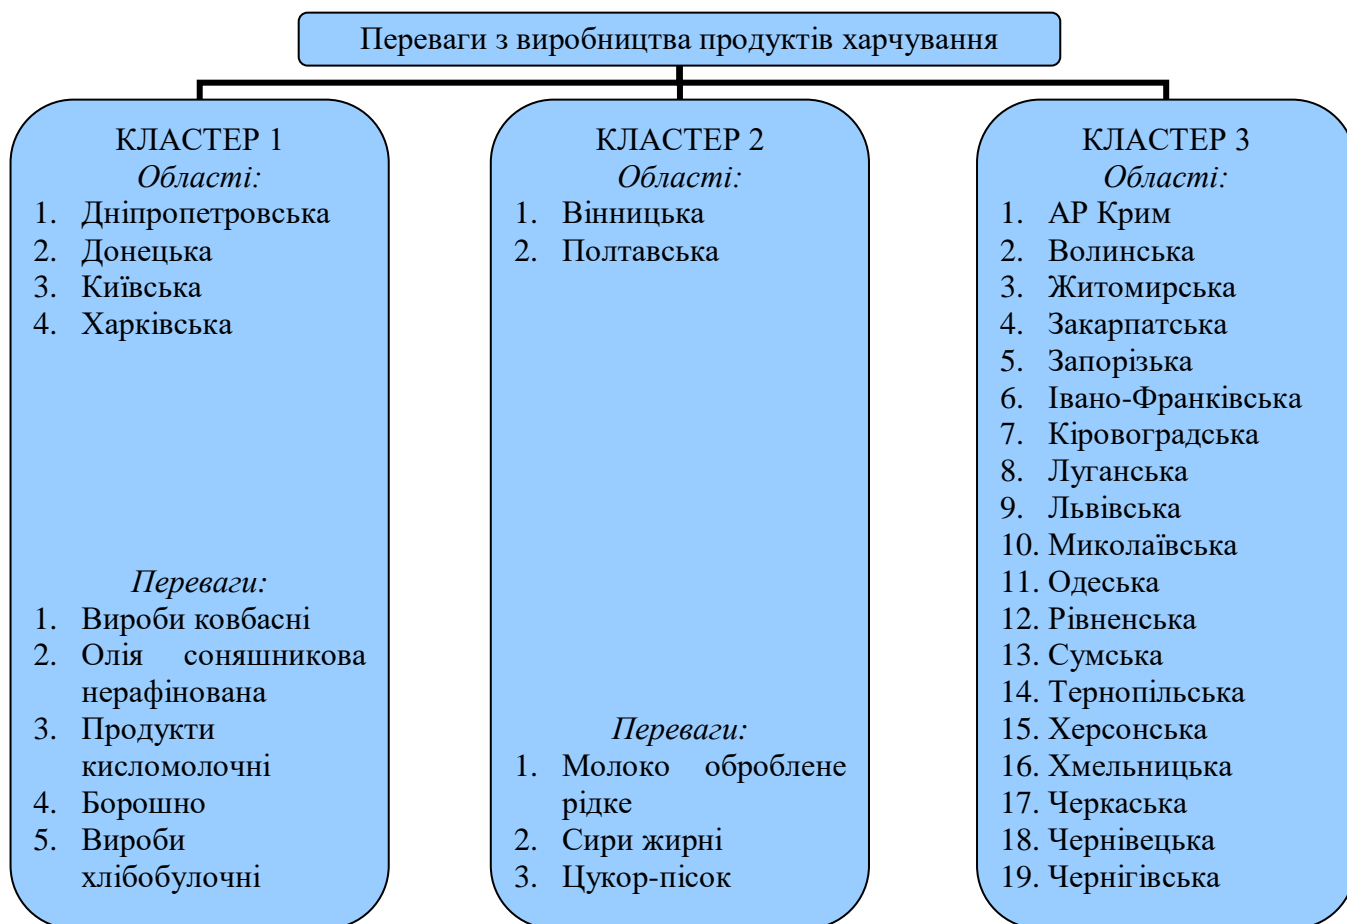 Переваги з виробництва продуктів харчування
КЛАСТЕР 1
Області:
1. Дніпропетровська
2. Донецька
3. Київська
4. Харківська
Переваги:
1. Вироби ковбасні
2. Олія соняшникова
нерафінована
3. Продукти
кисломолочні
4. Борошно
5. Вироби
хлібобулочні
КЛАСТЕР 2
Області:
1. Вінницька
2. Полтавська
Переваги:
1. Молоко оброблене
рідке
2. Сири жирні
3. Цукор-пісок
КЛАСТЕР 3
Області:
1. АР Крим
2. Волинська
3. Житомирська
4. Закарпатська
5. Запорізька
6. Івано-Франківська
7. Кіровоградська
8. Луганська
9. Львівська
10. Миколаївська
11. Одеська
12. Рівненська
13. Сумська
14. Тернопільська
15. Херсонська
16. Хмельницька
17. Черкаська
18. Чернівецька
19. Чернігівська